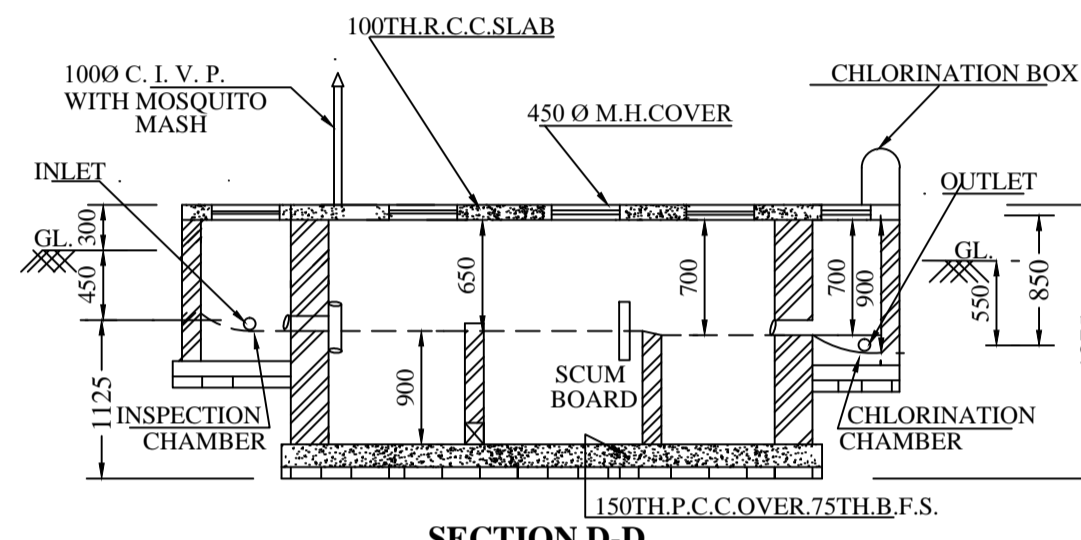 100TH.R.C.C.SLAB
100Ø C. I. V. P.
WITH MOSQUITO
MASH
CHLORINATION BOX
450 Ø M.H.COVER
INLET
OUTLET
300
GL.
450
650
700
700
900
GL.
550
850
1125
900
SCUM
BOARD
INSPECTION
CHAMBER
CHLORINATION
CHAMBER
150TH.P.C.C.OVER.75TH.B.F.S.
SECTION D-D